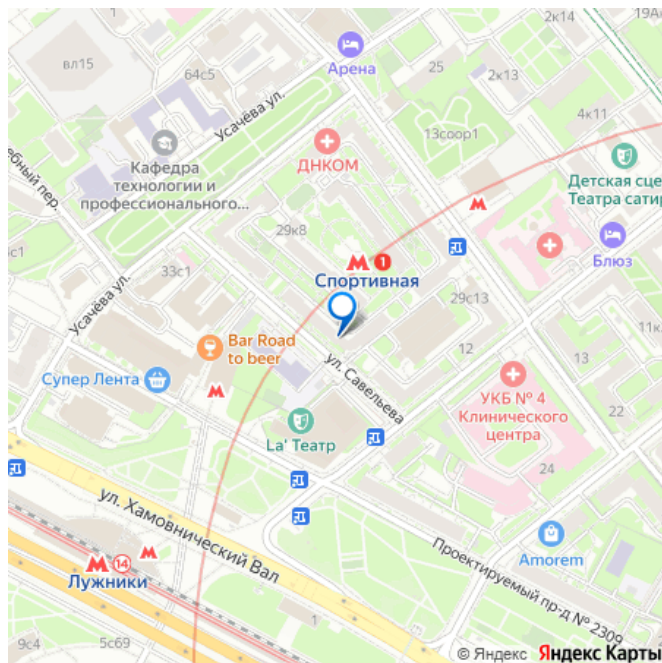 2к14
19А
вл15
64с5
Арена
25
2к13
4к11
Усачёва ул.
13соор1
ДНКОМ
Кафедра
технологии и
профессионального...
Детская сце
Театра сатир
ебный пер.
29к8
Блюз
1
Спортивная
33с1
29с13
Усачёва ул.
11к
Bar Road
to beer
12
13
ул. Савельева
Супер Лента
УКБ № 4
Клинического
центра
22
La' Театр
24
ул. Хамовнический Вал
Amorem
14
Лужники
Проектируемый пр-д № 2309
1
9с4
5с69
© Яндекс Яндекс Карты